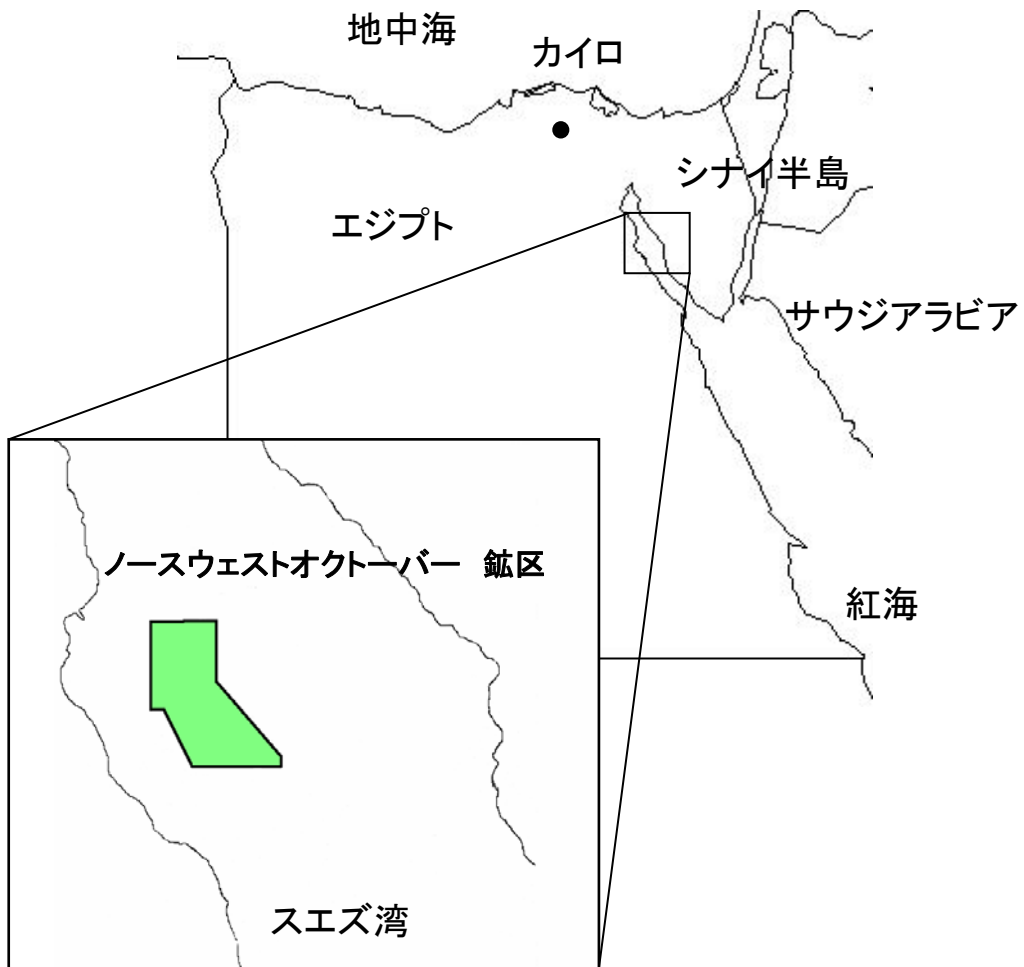 地中海
カイロ
シナイ半島
エジプト
サウジアラビア
ノースウェストオクトーバー 鉱区
紅海
スエズ湾